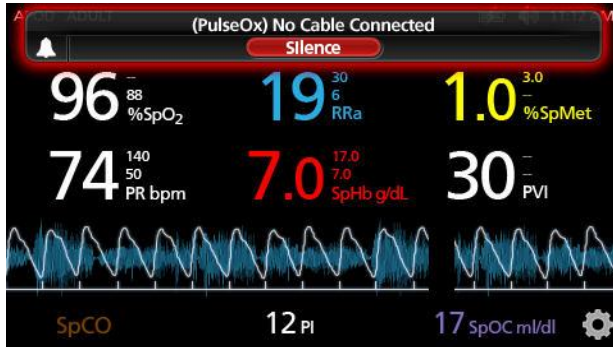 (PulseOx) No Cable Connected
Silence
96 -- 88 %SpO₂
19 30 6 RRa
1.0 3.0 -- %SpMet
74 140 50 PR bpm
7.0 17.0 7.0 SpHb g/dL
30 -- -- PVI
SpCO
12 PI
17 SpOC ml/dl